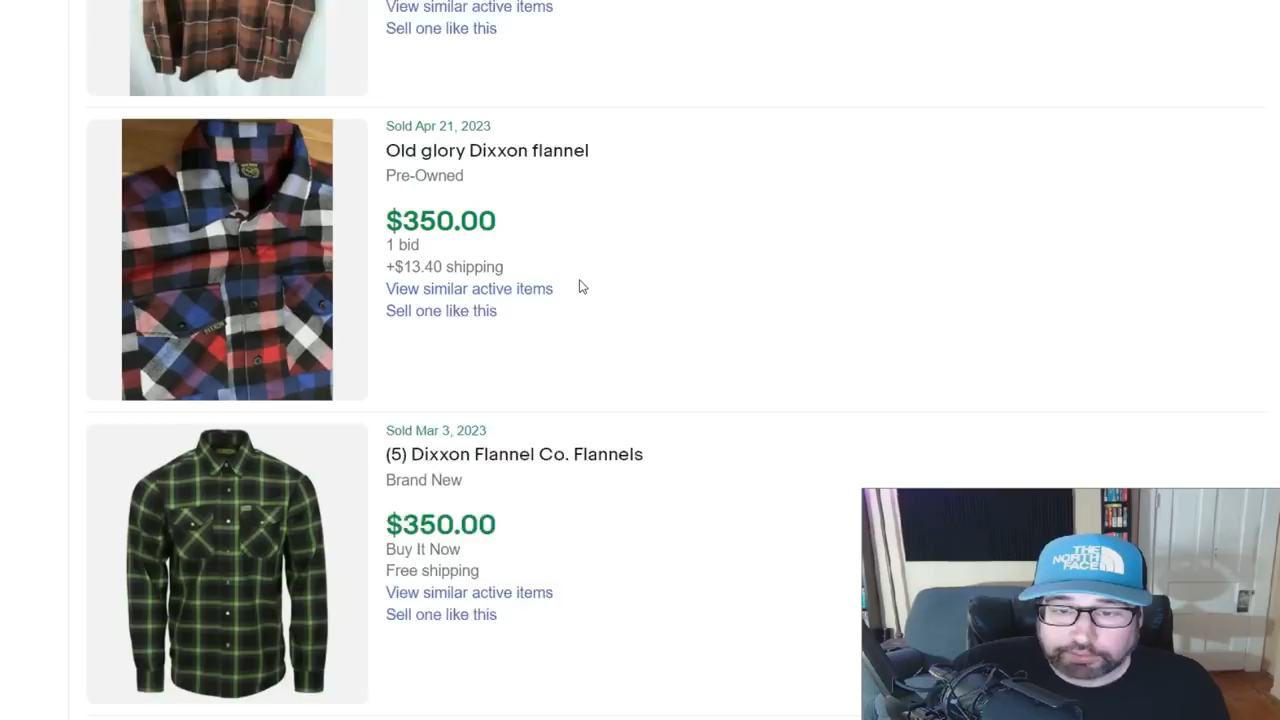 View similar active items
Sell one like this
Sold Apr 21, 2023
Old glory Dixxon flannel
Pre-Owned
$350.00
1 bid
+$13.40 shipping
View similar active items
Sell one like this
Sold Mar 3, 2023
(5) Dixxon Flannel Co. Flannels
Brand New
$350.00
Buy It Now
Free shipping
View similar active items
Sell one like this
THE
NORTH
FACE